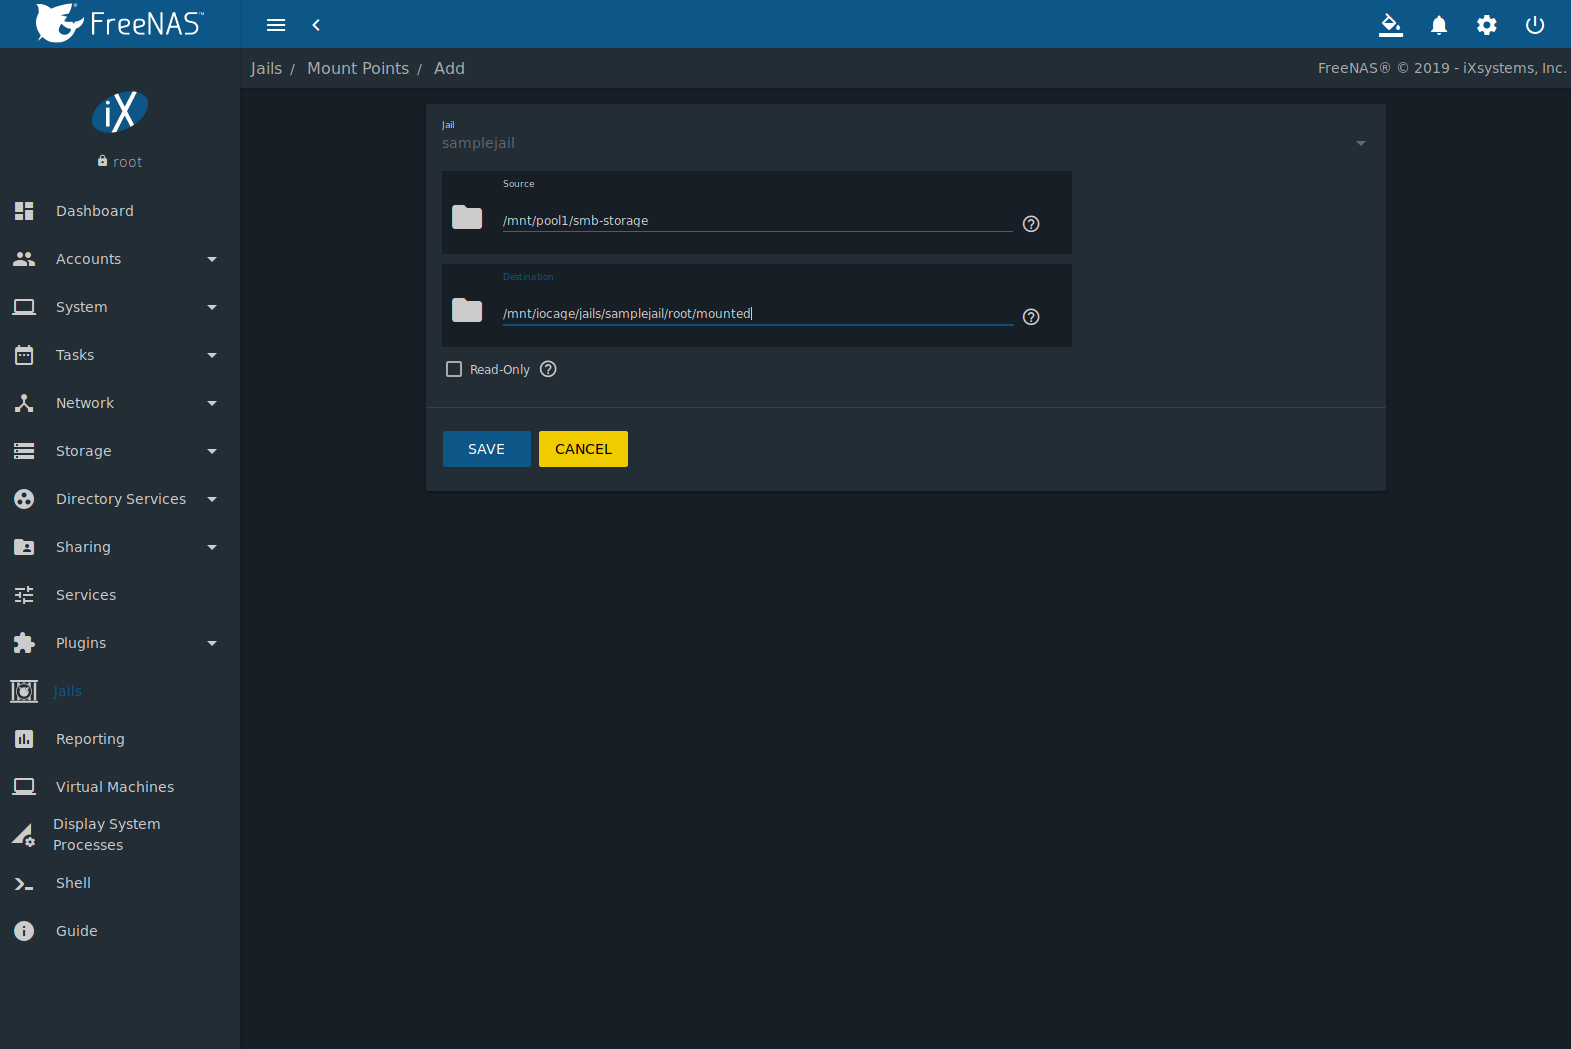 FreeNAS™
Jails / Mount Points / Add
FreeNAS® © 2019 - iXsystems, Inc.
iX
root
Dashboard
Accounts
System
Tasks
Network
Storage
Directory Services
Sharing
Services
Plugins
Jails
Reporting
Virtual Machines
Display System
Processes
Shell
Guide
Jail
samplejail
Source
/mnt/pool1/smb-storage
Destination
/mnt/iocage/jails/samplejail/root/mounted
Read-Only
SAVE CANCEL